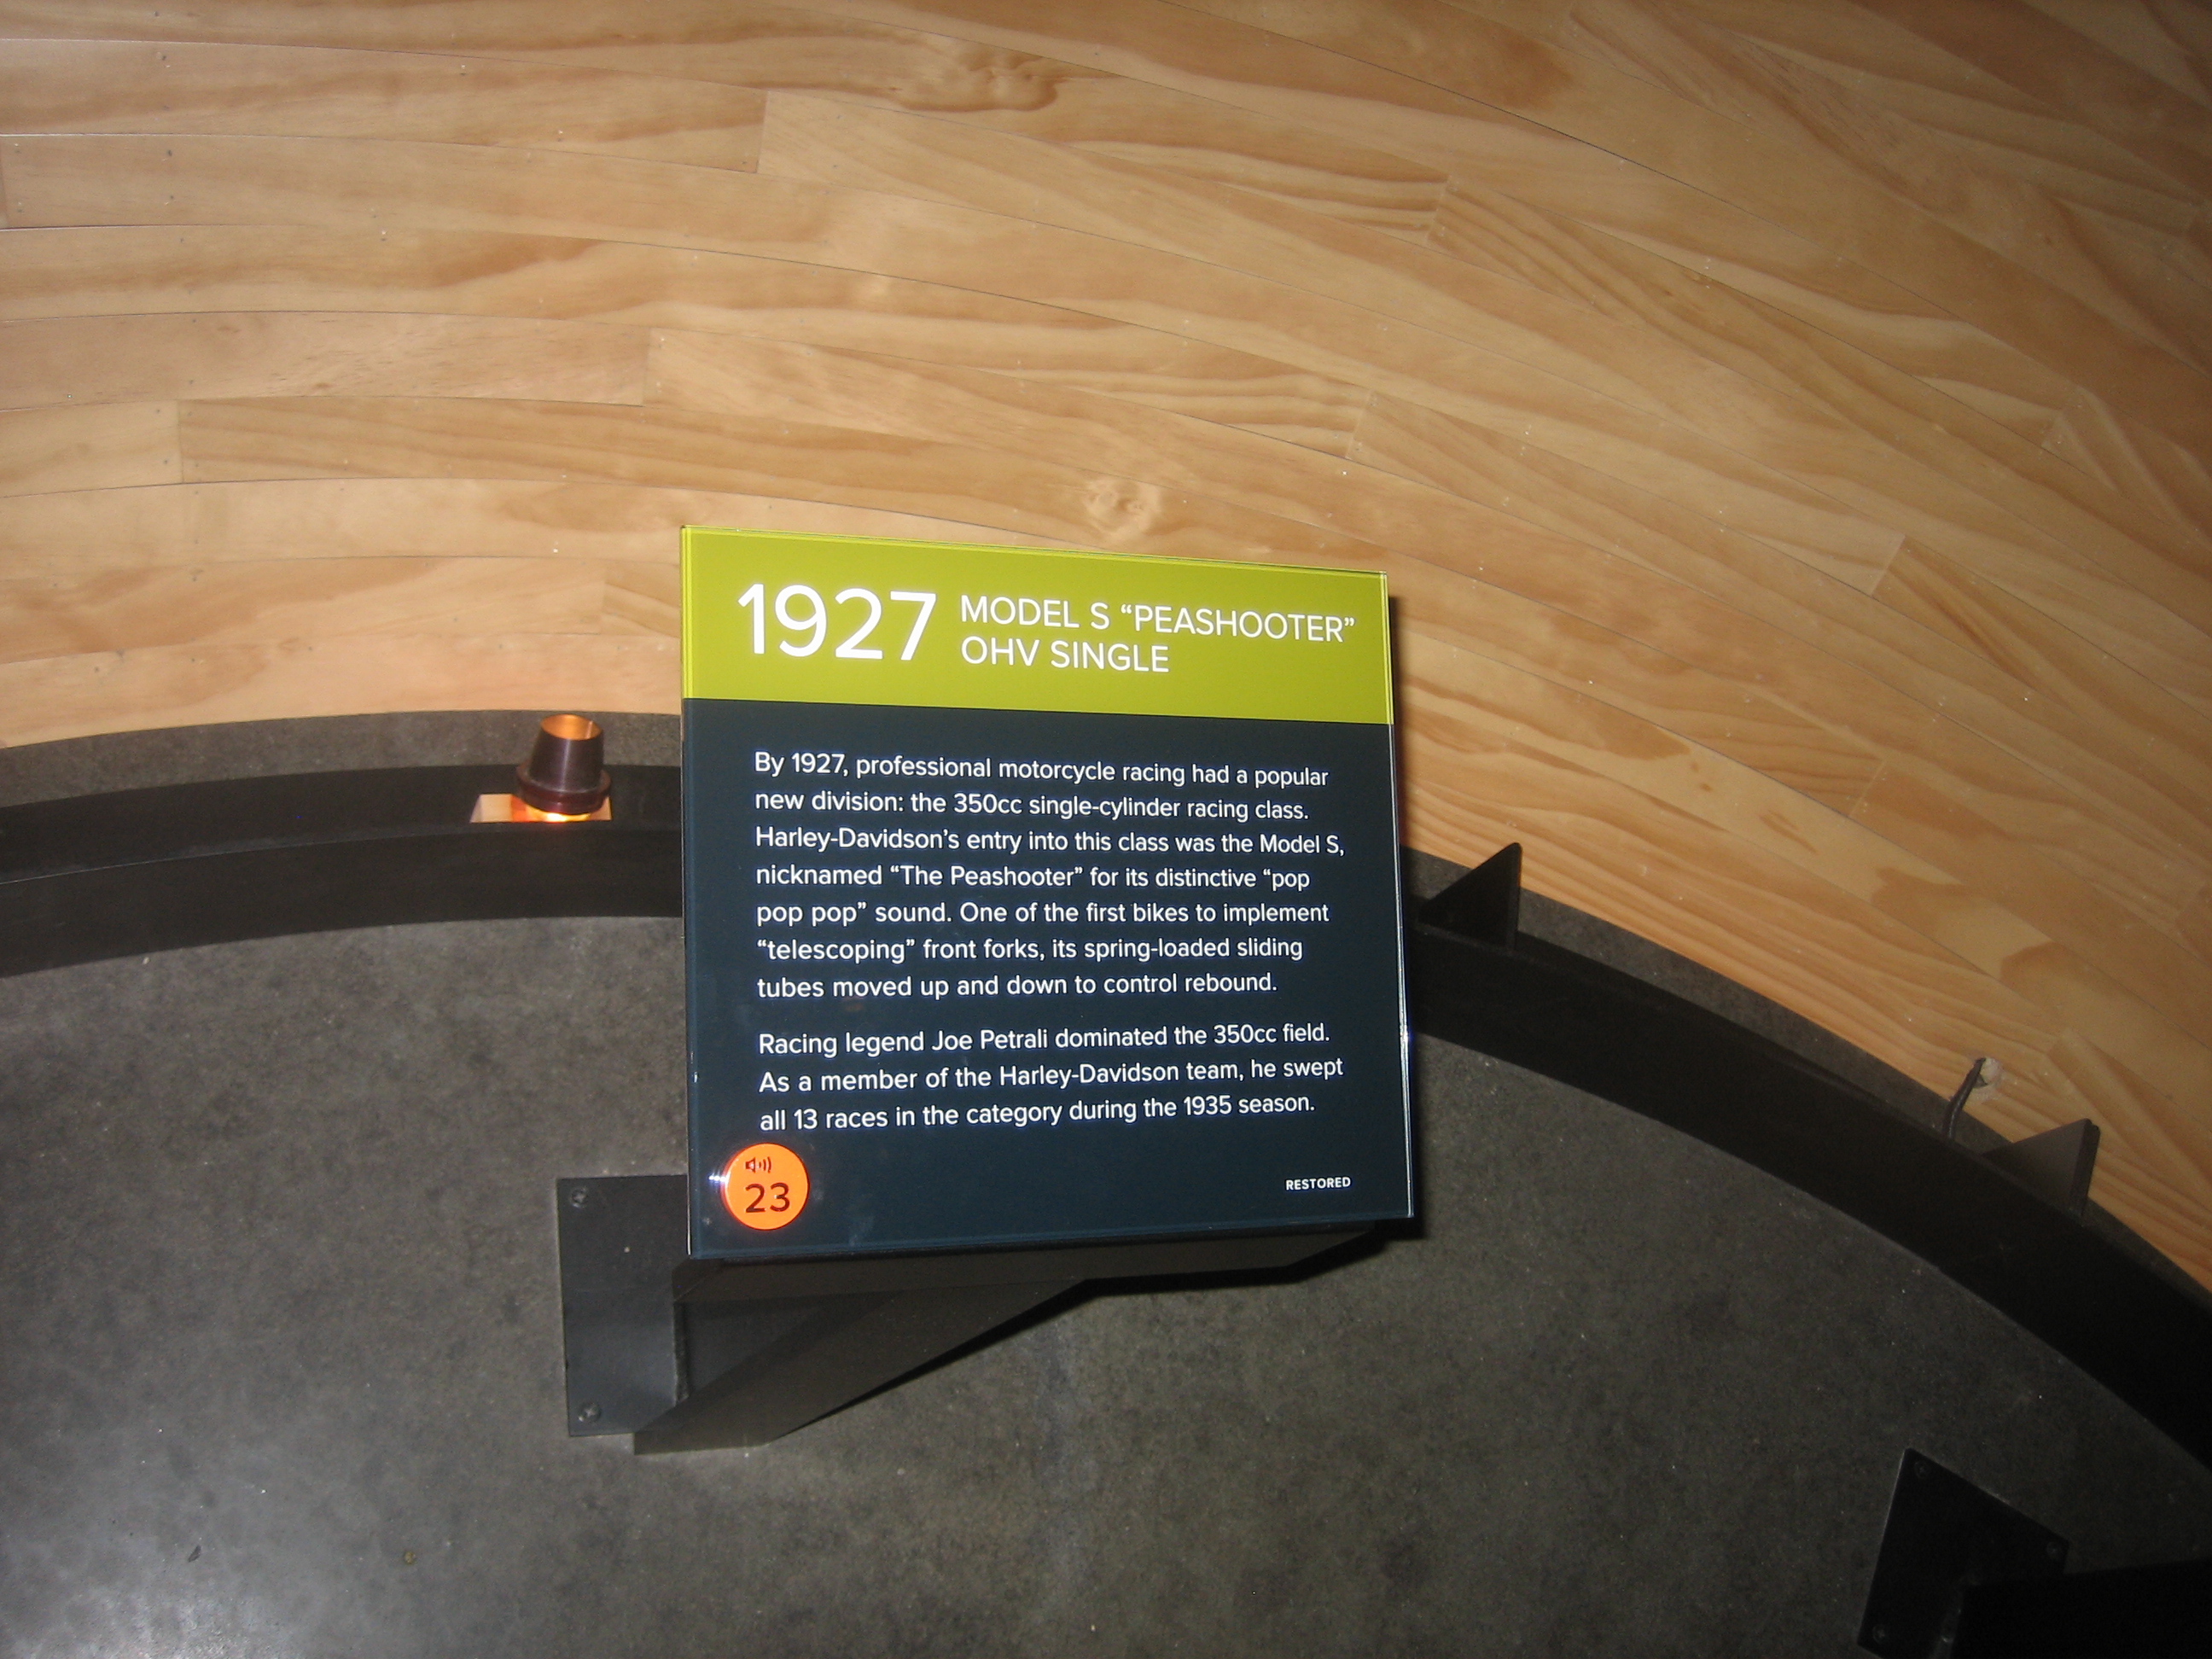 1927 MODEL S “PEASHOOTER”
OHV SINGLE
By 1927, professional motorcycle racing had a popular
new division: the 350cc single-cylinder racing class.
Harley-Davidson’s entry into this class was the Model S,
nicknamed “The Peashooter” for its distinctive “pop
pop pop” sound. One of the first bikes to implement
“telescoping” front forks, its spring-loaded sliding
tubes moved up and down to control rebound.
Racing legend Joe Petrali dominated the 350cc field.
As a member of the Harley-Davidson team, he swept
all 13 races in the category during the 1935 season.
23
RESTORED